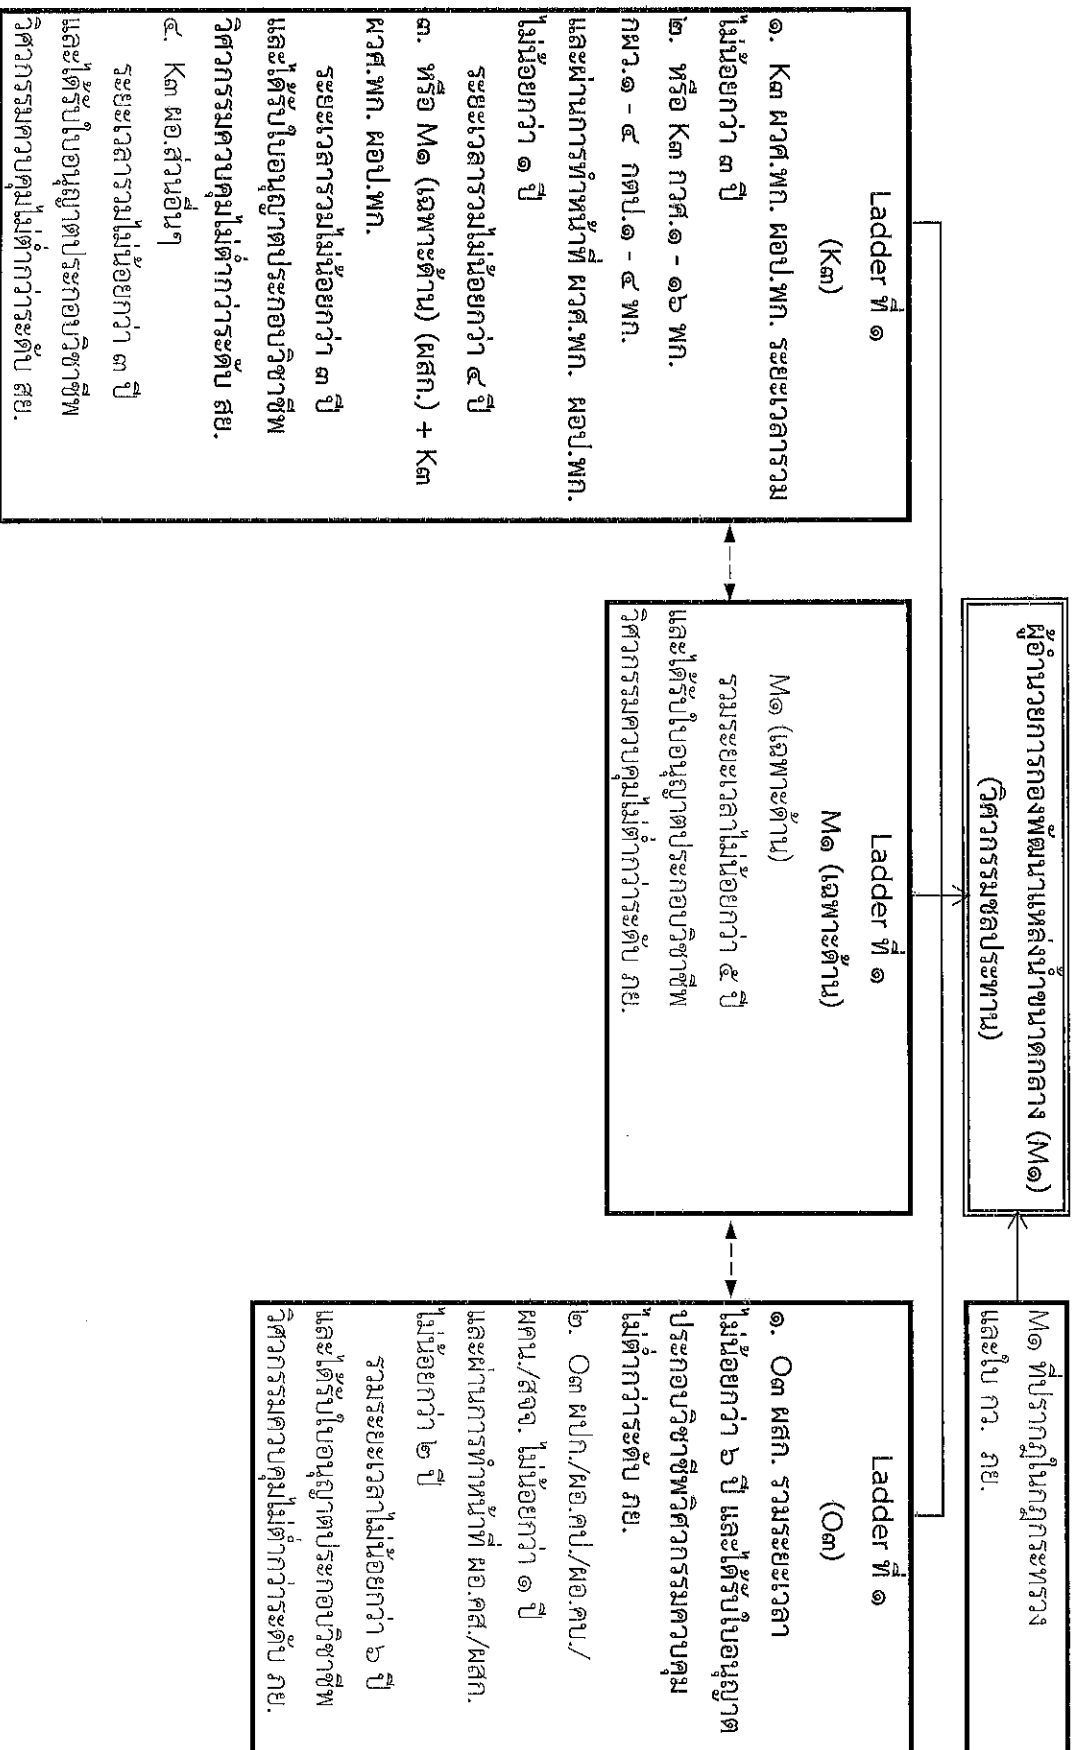 ผู้อำนวยการกองพัฒนาแหล่งน้ำขนาดกลาง (M๑)
(วิศวกรรมชลประทาน)
M๑ ที่ปรากฏในกฎกระทรวง
และใบ กว. ภย.
Ladder ที่ ๑
(K๓)
๑. K๓ ผวศ.พก. ผอป.พก. ระยะเวลารวม
ไม่น้อยกว่า ๓ ปี
๒. หรือ K๓ กวศ.๑ - ๑๖ พก.
กผว.๑ - ๔ กตป.๑ - ๔ พก.
และผ่านการทำหน้าที่ ผวศ.พก. ผอป.พก.
ไม่น้อยกว่า ๑ ปี
ระยะเวลารวมไม่น้อยกว่า ๔ ปี
๓. หรือ M๑ (เฉพาะด้าน) (ผสก.) + K๓
ผวศ.พก. ผอป.พก.
ระยะเวลารวมไม่น้อยกว่า ๓ ปี
และได้รับใบอนุญาตประกอบวิชาชีพ
วิศวกรรมควบคุมไม่ต่ำกว่าระดับ สย.
๔. K๓ ผอ.ส่วนอื่นๆ
ระยะเวลารวมไม่น้อยกว่า ๓ ปี
และได้รับใบอนุญาตประกอบวิชาชีพ
วิศวกรรมควบคุมไม่ต่ำกว่าระดับ สย.
Ladder ที่ ๑
M๑ (เฉพาะด้าน)
M๑ (เฉพาะด้าน)
รวมระยะเวลาไม่น้อยกว่า ๕ ปี
และได้รับใบอนุญาตประกอบวิชาชีพ
วิศวกรรมควบคุมไม่ต่ำกว่าระดับ ภย.
Ladder ที่ ๑
(O๓)
๑. O๓ ผสก. รวมระยะเวลา
ไม่น้อยกว่า ๖ ปี และได้รับใบอนุญาต
ประกอบวิชาชีพวิศวกรรมควบคุม
ไม่ต่ำกว่าระดับ ภย.
๒. O๓ ผปก./ผอ.คป./ผอ.คบ./
ผคน./สจจ. ไม่น้อยกว่า ๑ ปี
และผ่านการทำหน้าที่ ผอ.คส./ผสก.
ไม่น้อยกว่า ๒ ปี
รวมระยะเวลาไม่น้อยกว่า ๖ ปี
และได้รับใบอนุญาตประกอบวิชาชีพ
วิศวกรรมควบคุมไม่ต่ำกว่าระดับ ภย.